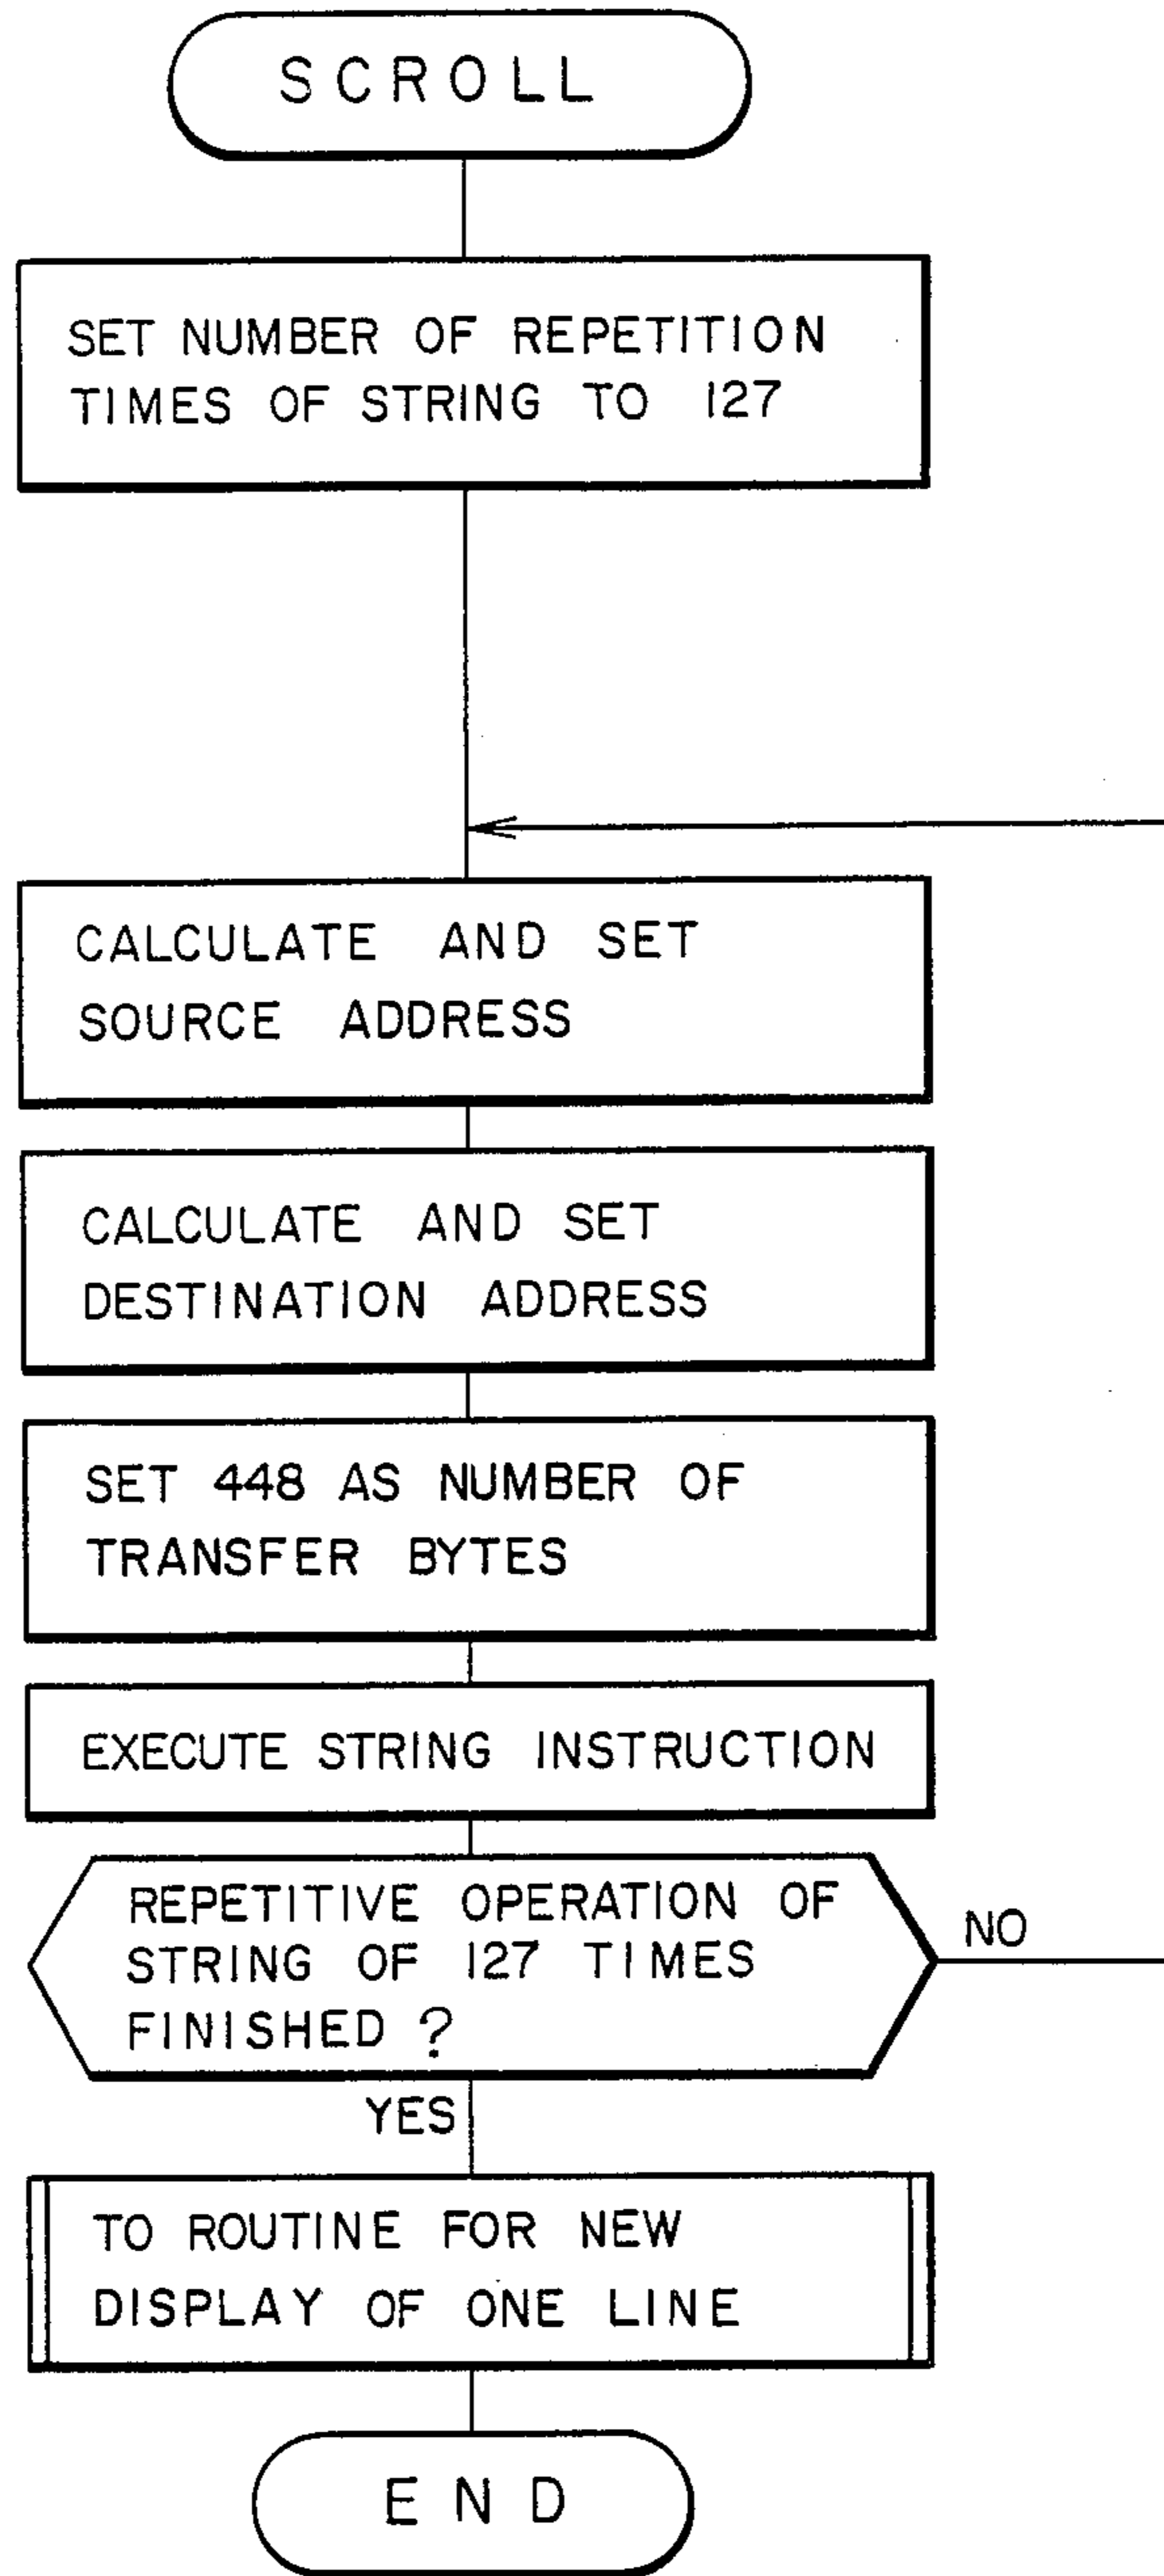 SCROLL
SET NUMBER OF REPETITION
TIMES OF STRING TO 127
CALCULATE AND SET
SOURCE ADDRESS
CALCULATE AND SET
DESTINATION ADDRESS
SET 448 AS NUMBER OF
TRANSFER BYTES
EXECUTE STRING INSTRUCTION
REPETITIVE OPERATION OF
STRING OF 127 TIMES
FINISHED ?
NO
YES
TO ROUTINE FOR NEW
DISPLAY OF ONE LINE
END